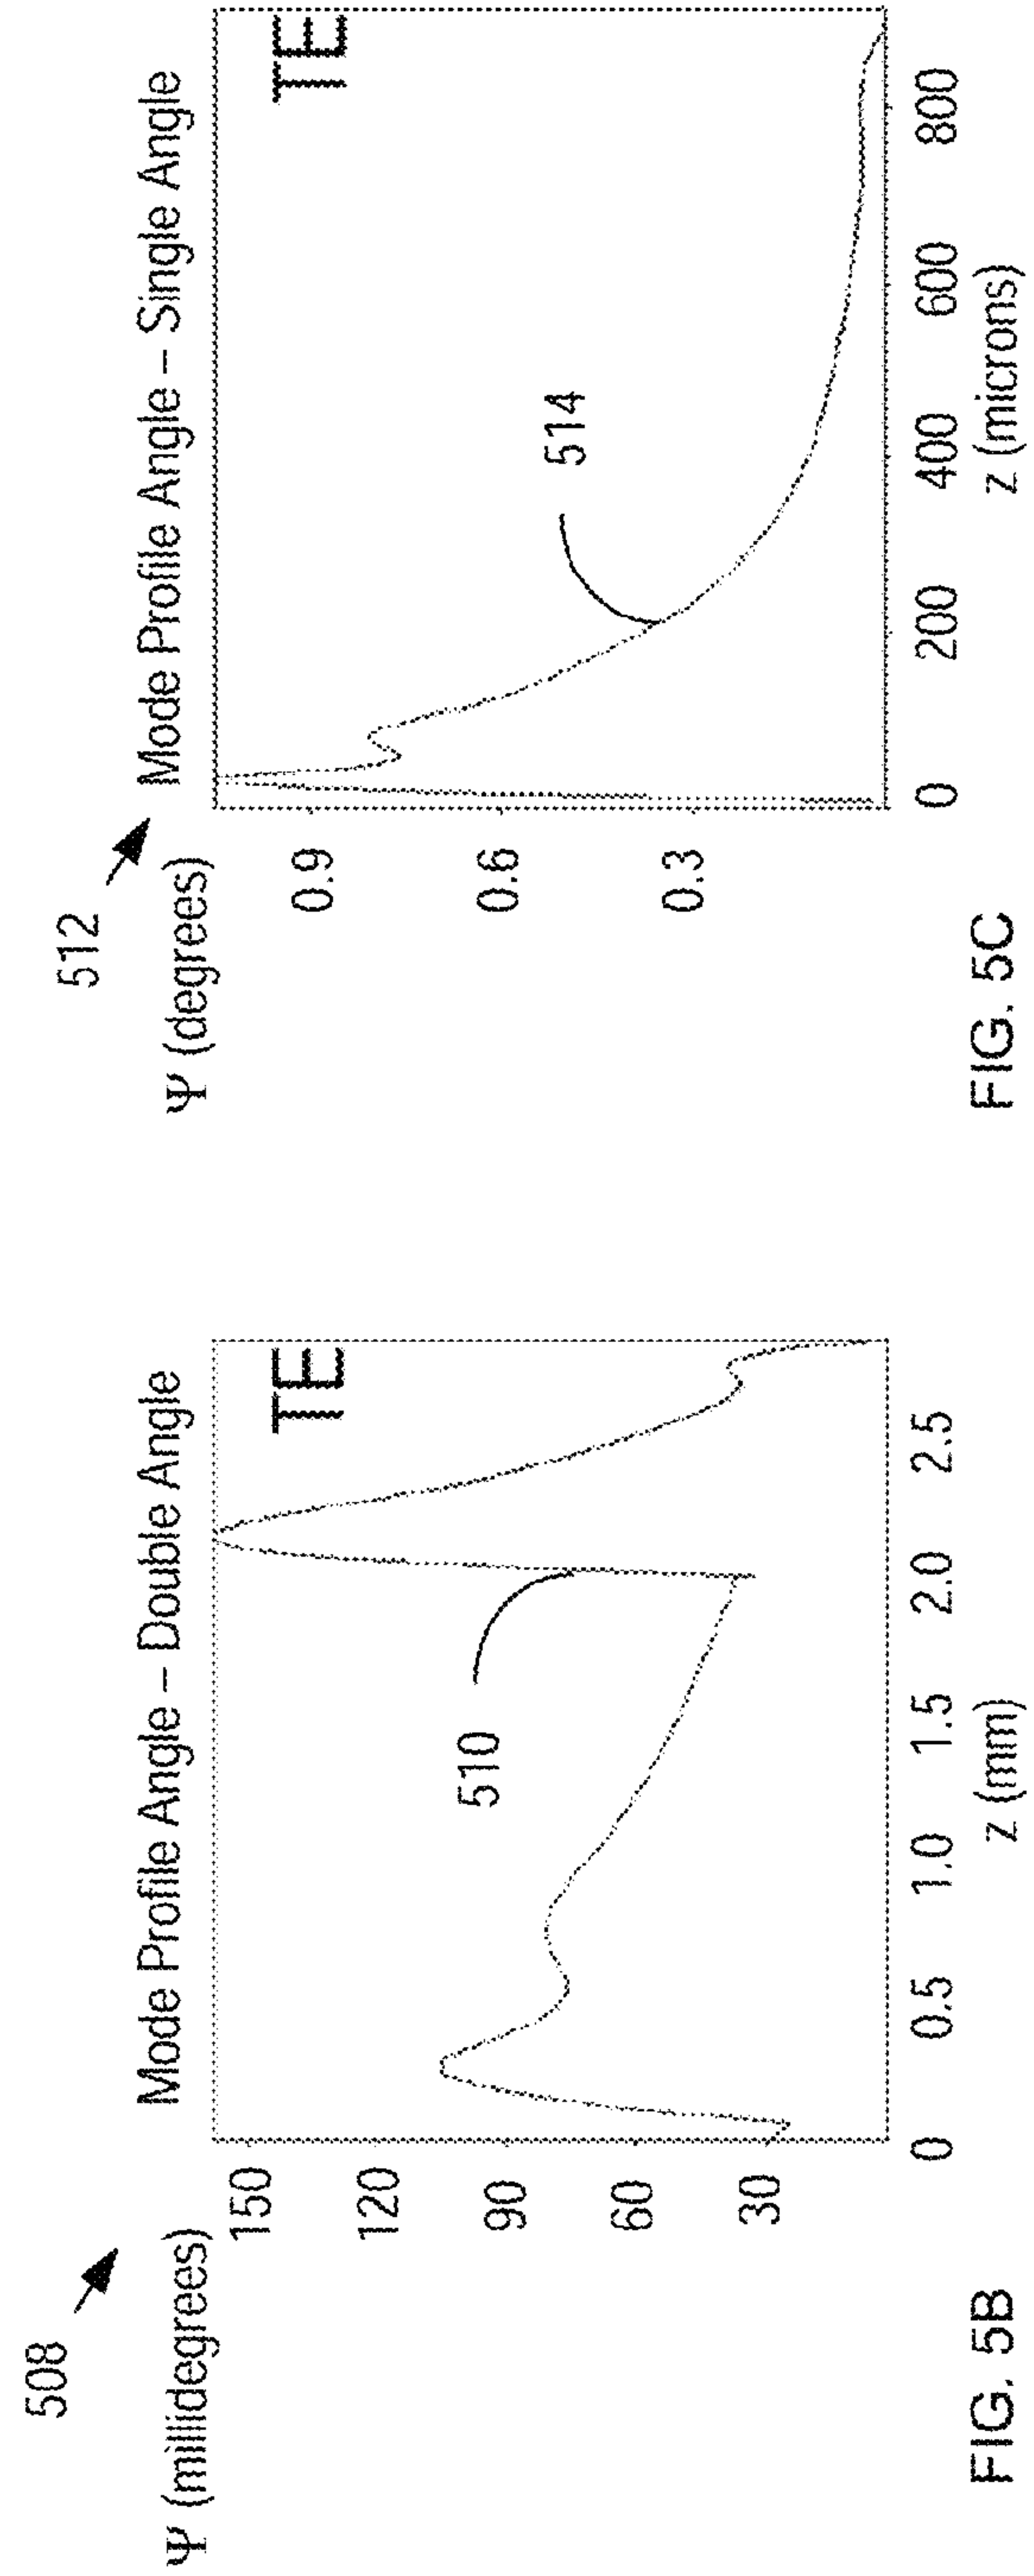 508
Mode Profile Angle – Double Angle
Ψ (millidegrees)
150
120
90
60
30
TE
510
0
0.5
1.0
1.5
2.0
2.5
z (mm)
FIG. 5B
512
Mode Profile Angle – Single Angle
Ψ (degrees)
0.9
0.6
0.3
TE
514
0
200
400
600
800
z (microns)
FIG. 5C